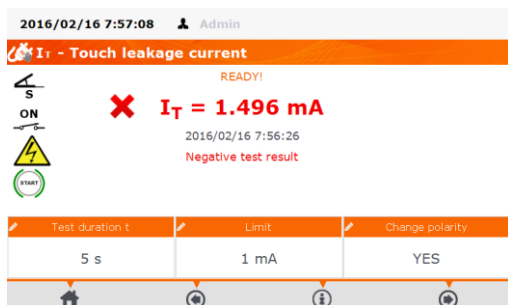 2016/02/16 7:57:08 Admin
IT - Touch leakage current
READY!
S
ON
IT = 1.496 mA
2016/02/16 7:56:26
Negative test result
START
Test duration t Limit Change polarity
5 s 1 mA YES